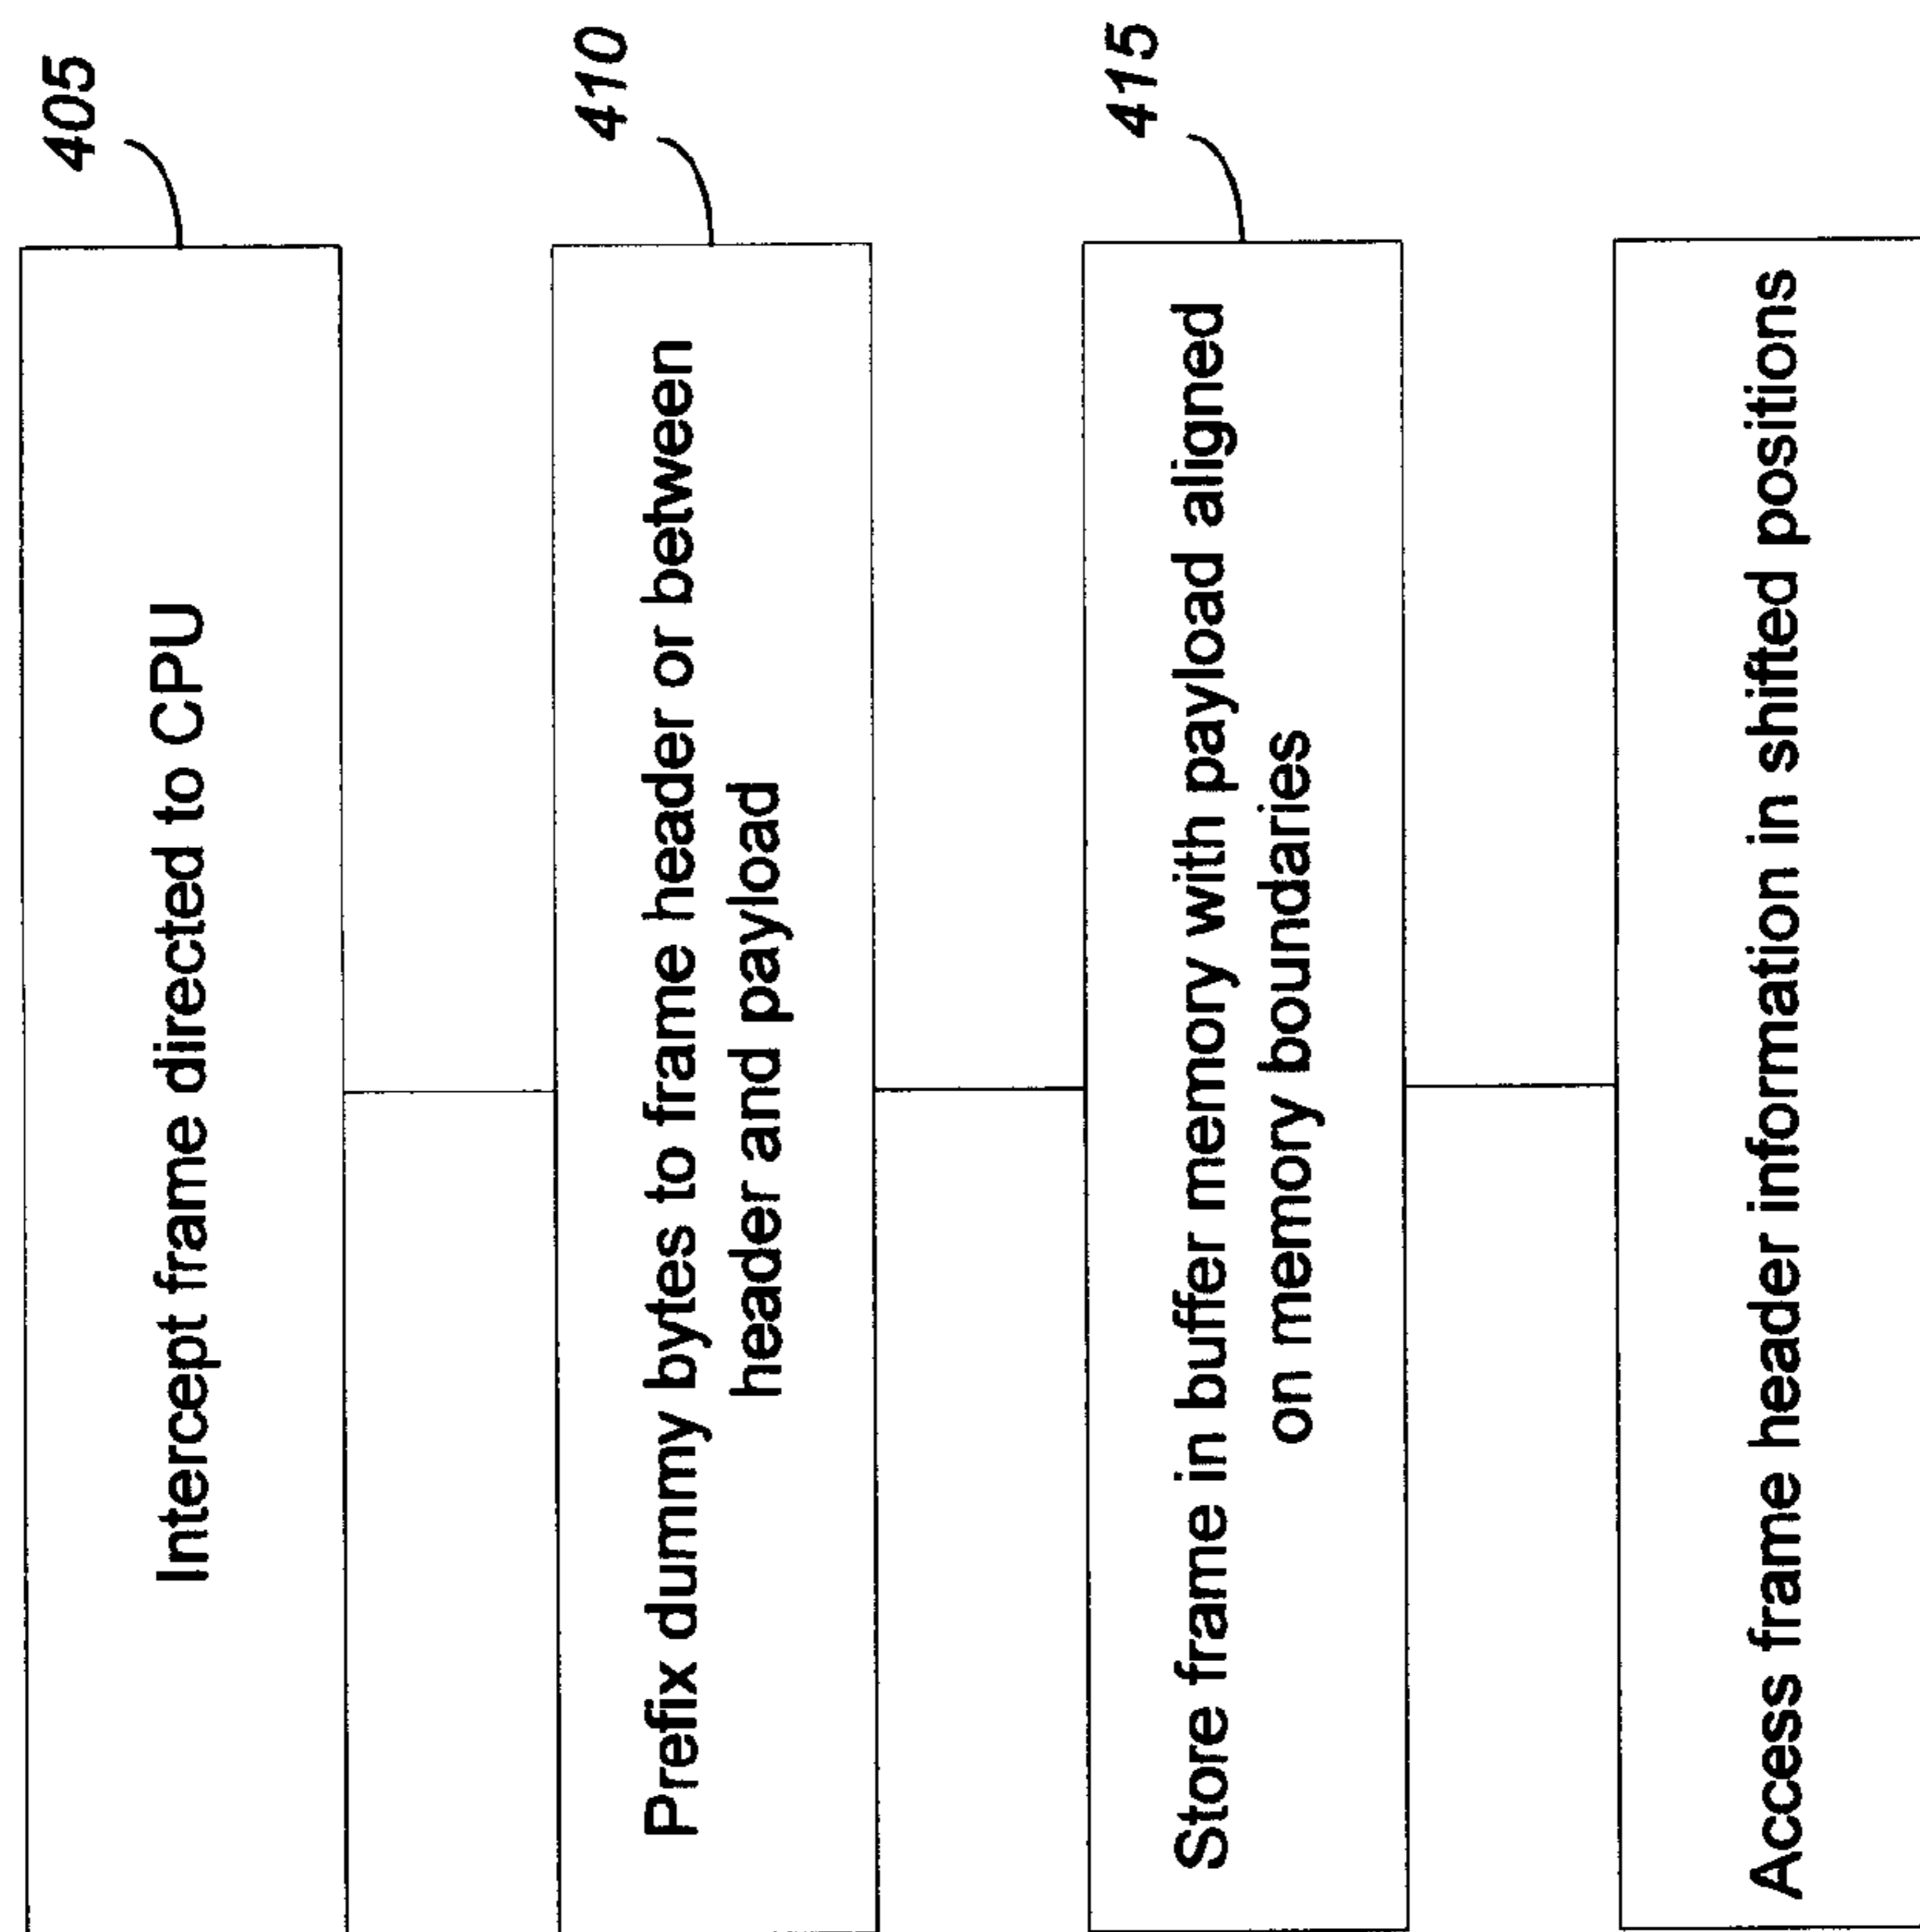 405
Intercept frame directed to CPU
410
Prefix dummy bytes to frame header or between
header and payload
415
Store frame in buffer memory with payload aligned
on memory boundaries
Access frame header information in shifted positions